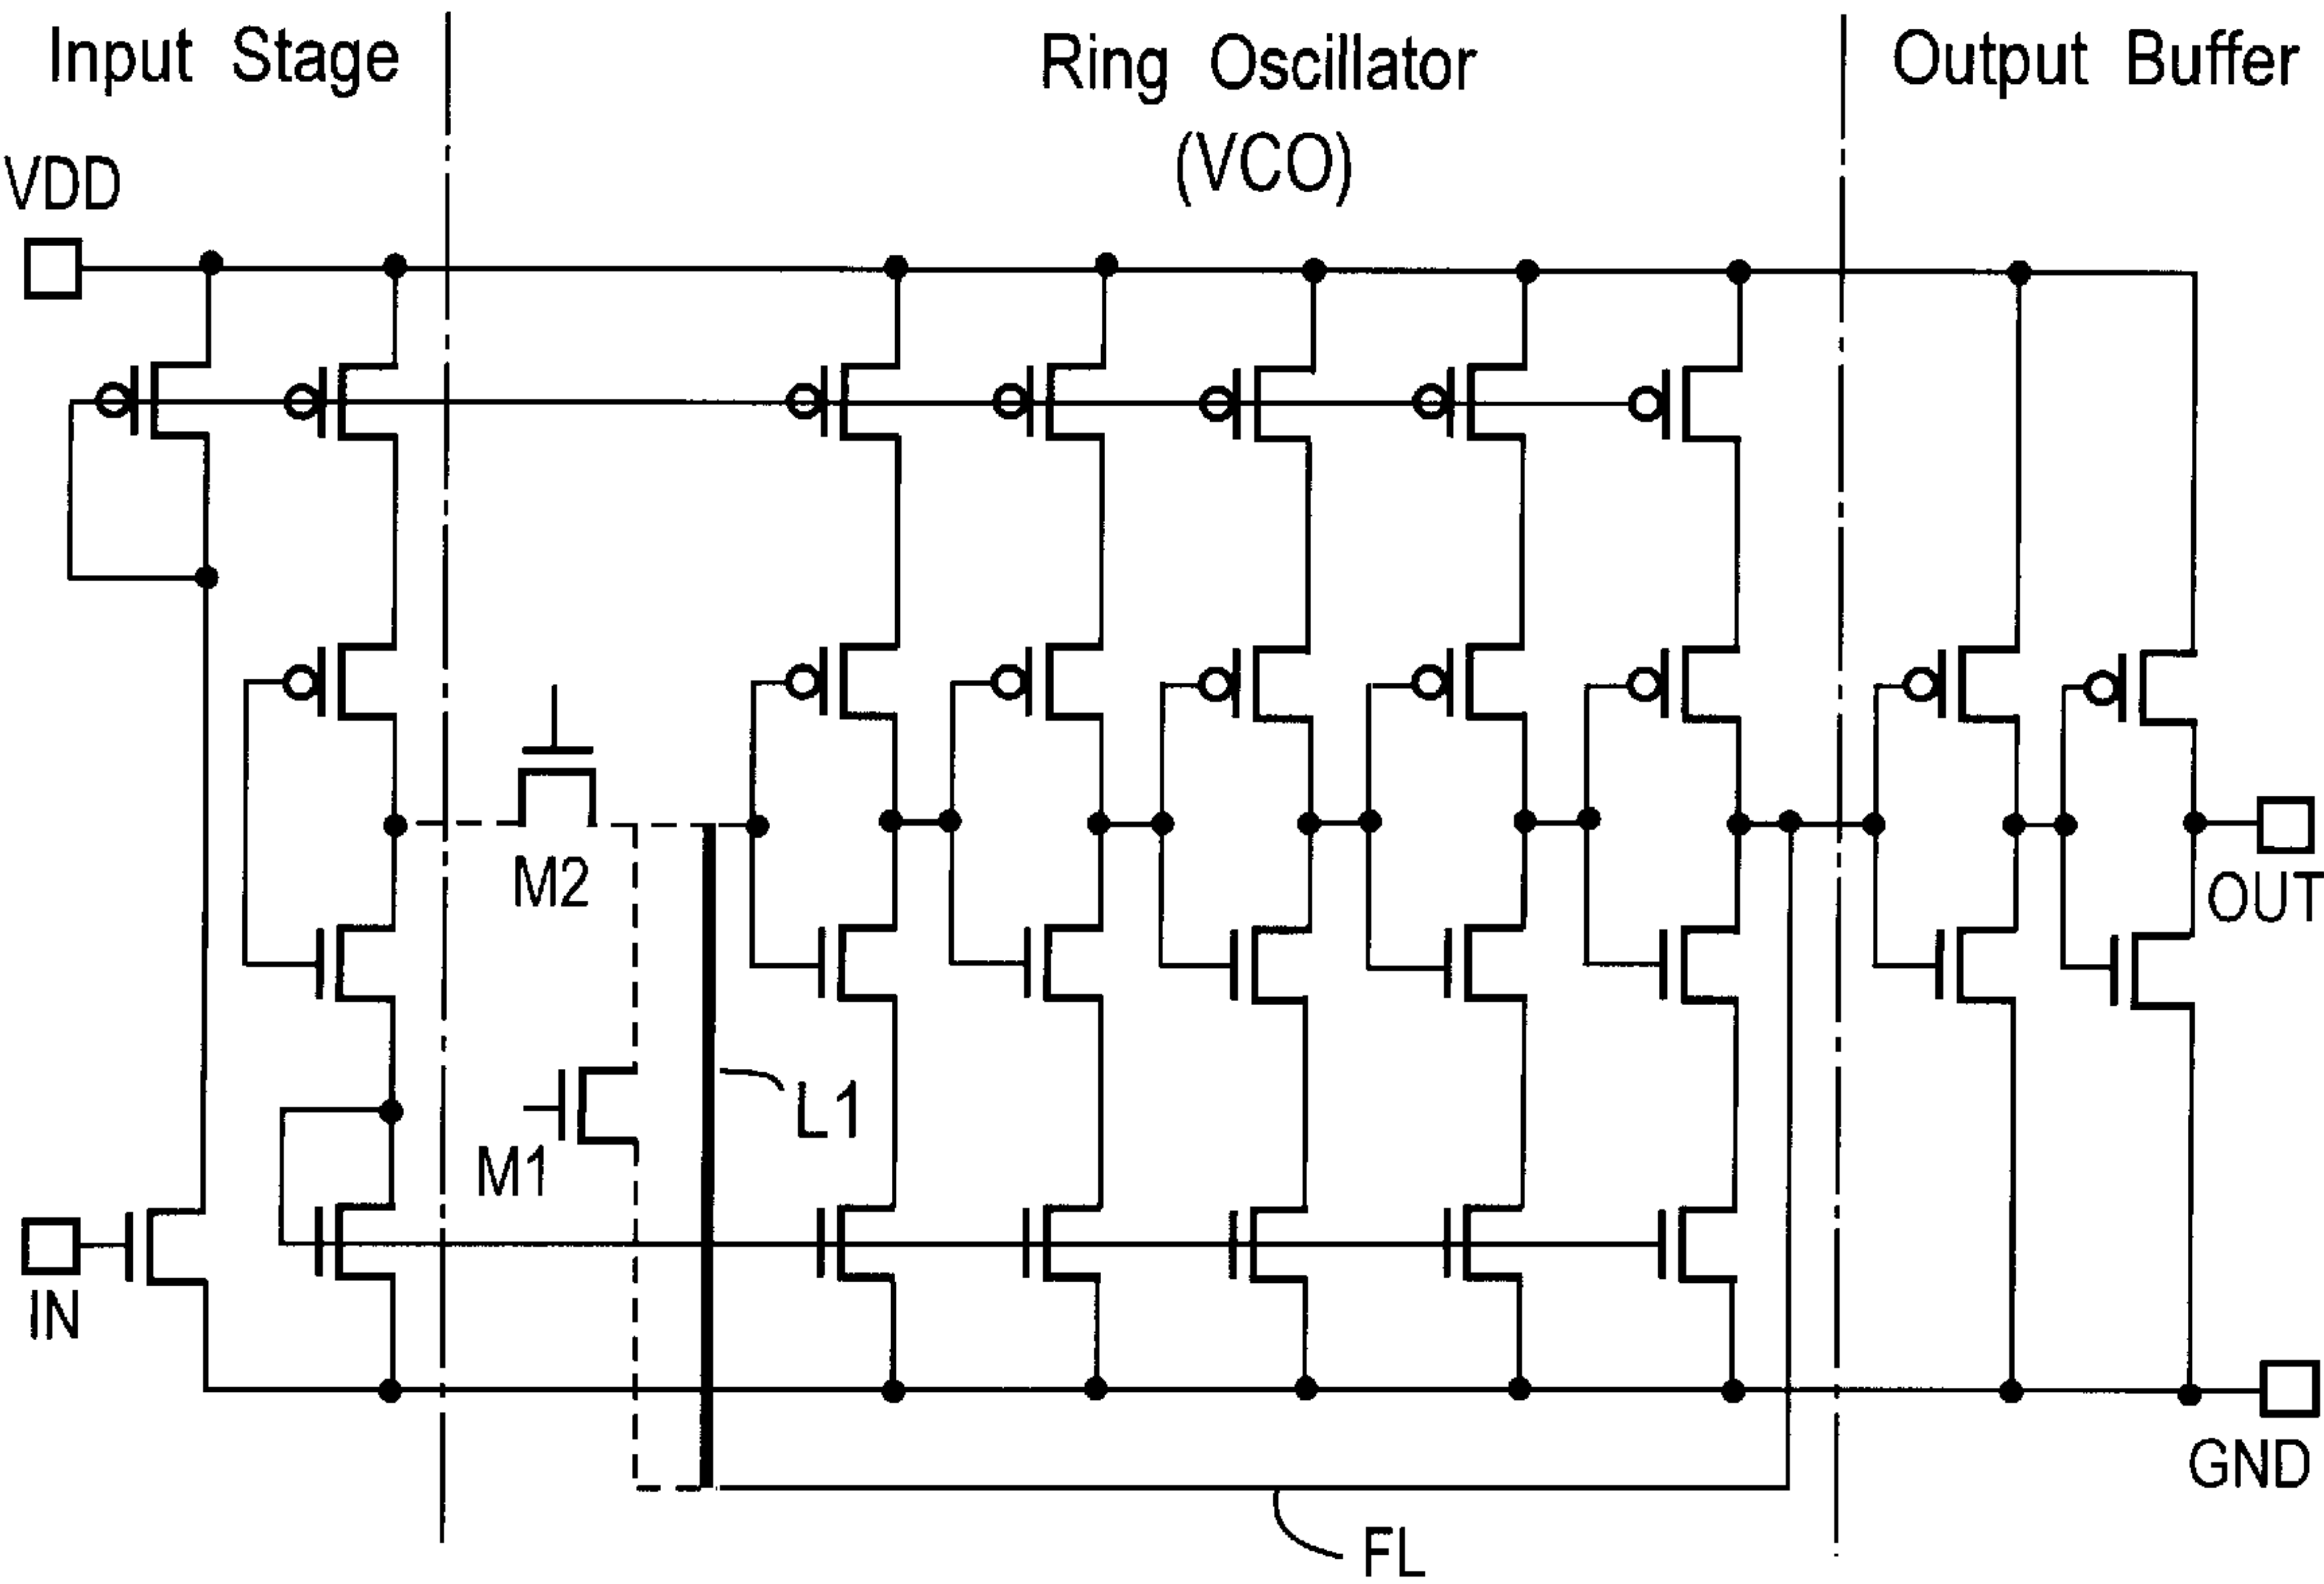 Input Stage
Ring Oscillator
(VCO)
Output Buffer
VDD
M2
OUT
L1
M1
IN
GND
FL